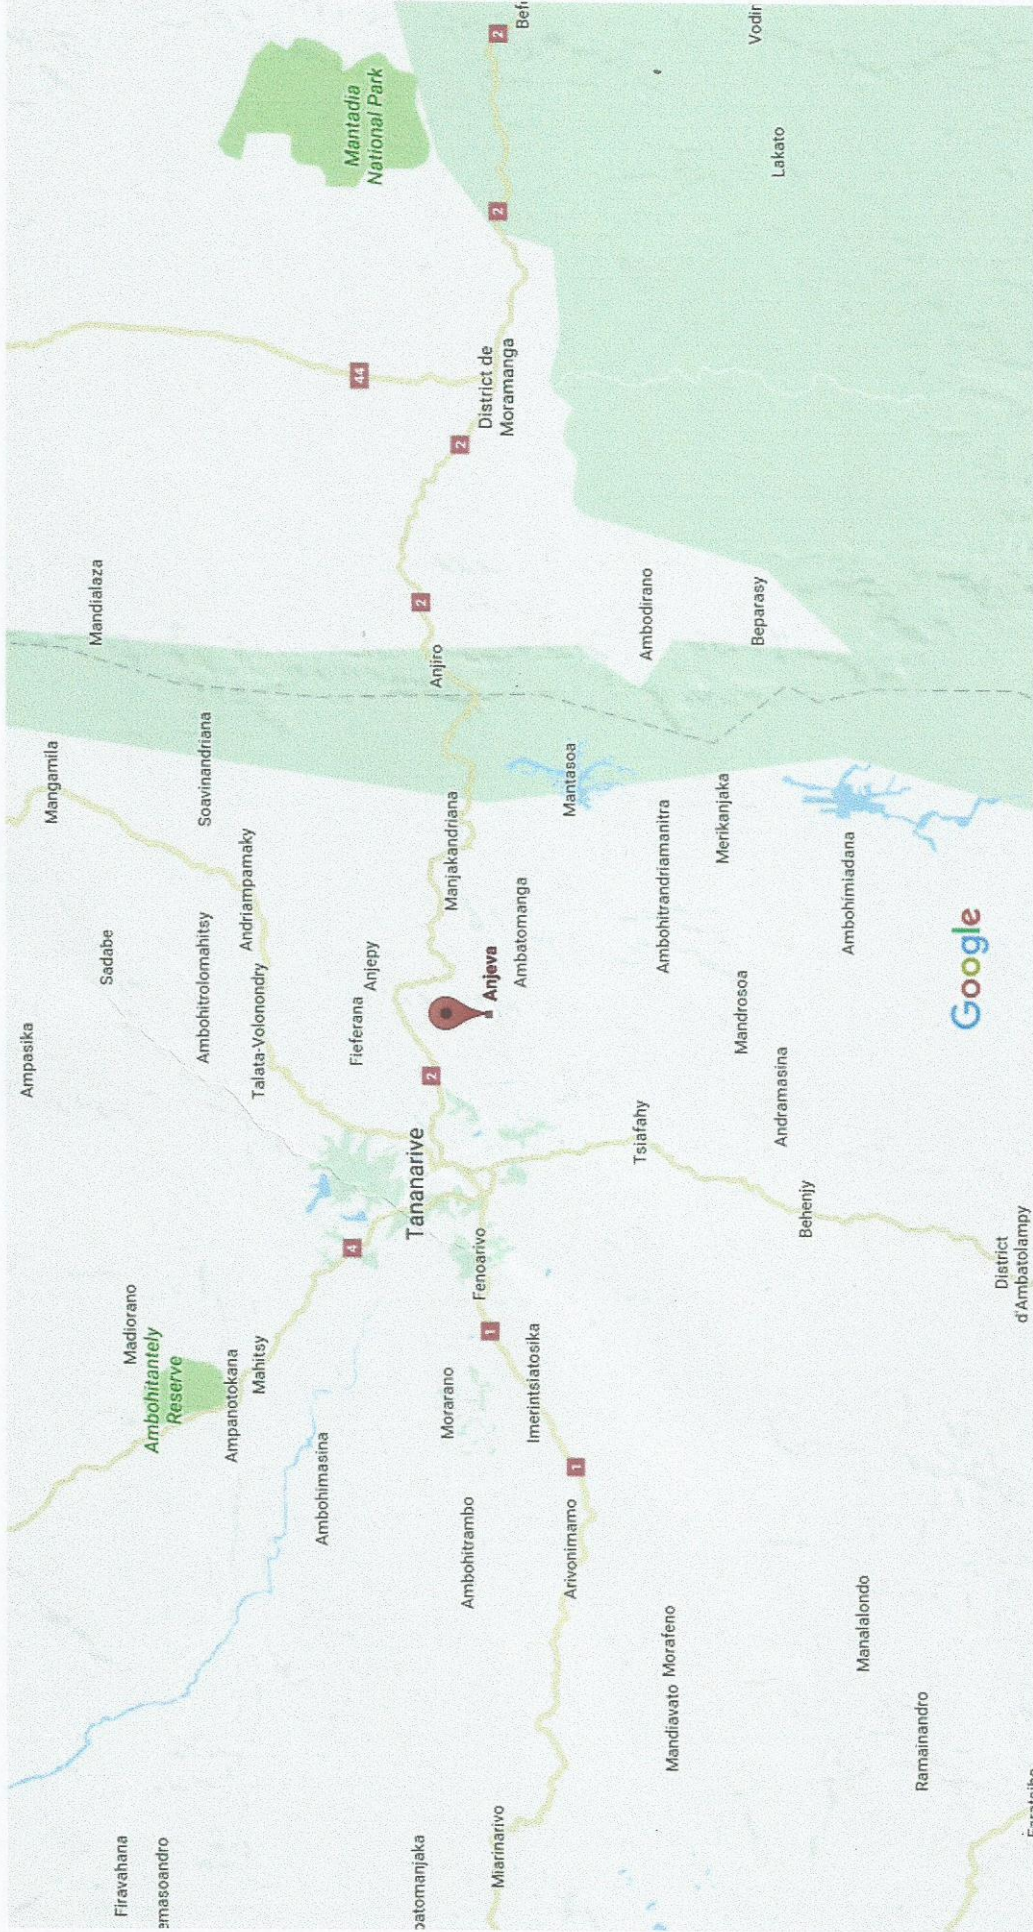 Ampasika
Mangamila
Mandialaza
Sadabe
Firavahana
Madiorano
Ambohitantely
Reserve
emasoandro
Ambohitrolomahitsy
Soavinandriana
Ampanotokana
Mahitsy
Talata-Volonondry
Andriampamaky
Ambohimasina
4
Fieferana
Anjepy
44
Mantadia
National Park
Tananarive
2
Anjiro
2
Morarano
Manjakandriana
2
Ambohitrambo
Fenoarivo
Anjeva
District de
Moramanga
2
2
Miarinarivo
1
Imerintsiatosika
Ambatomanga
Arivonimamo
1
Mantasoa
Tsiafahy
Ambodirano
Mandiavato
Morafeno
Ambohitrandriamanitra
Merikanjaka
Mandrosoa
Beparasy
Lakato
Andramasina
Behenjy
Manalalondo
Ambohimiadana
Ramainandro
Google
District
d'Ambatolampy